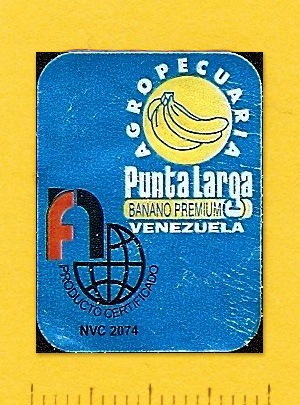 AGROPECUARIA
Punta Larga
BANANO PREMIUM
VENEZUELA
PRODUCTO CERTIFICADO
NVC 2074